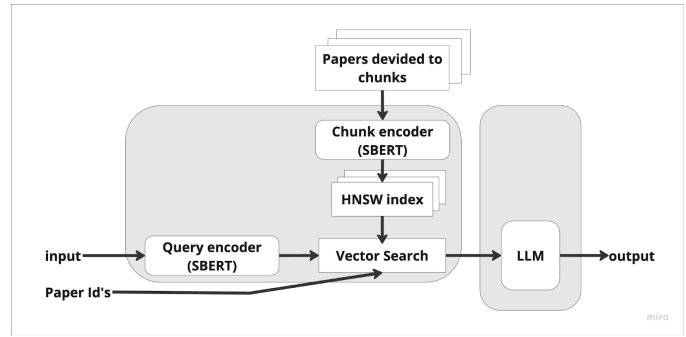 Papers devided to
chunks
Chunk encoder
(SBERT)
HNSW index
input
Query encoder
(SBERT)
Vector Search
LLM
output
Paper Id's
miro